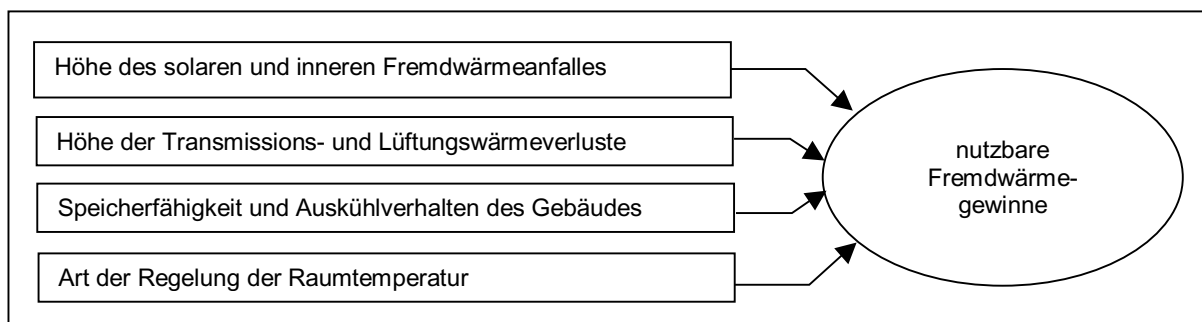 Höhe des solaren und inneren Fremdwärmeanfalles
Höhe der Transmissions- und Lüftungswärmeverluste
Speicherfähigkeit und Auskühlverhalten des Gebäudes
Art der Regelung der Raumtemperatur
nutzbare
Fremdwärme-
gewinne